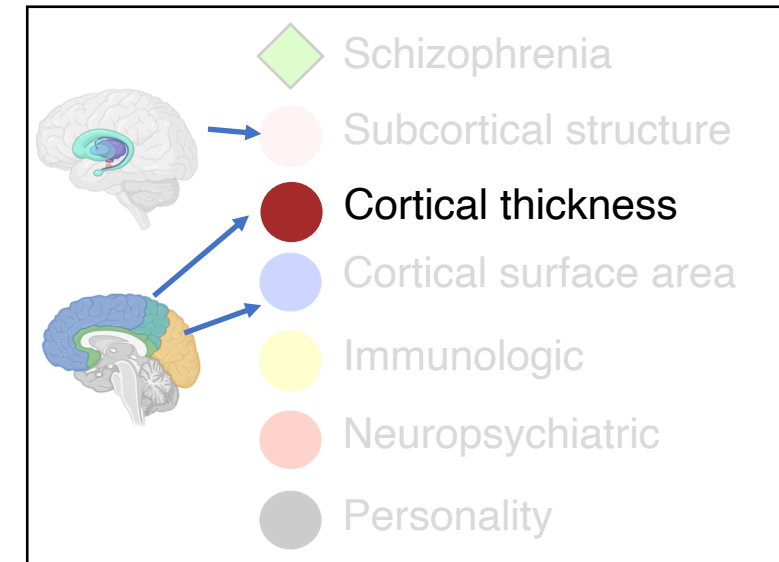 Schizophrenia
Subcortical structure
Cortical thickness
Cortical surface area
Immunologic
Neuropsychiatric
Personality